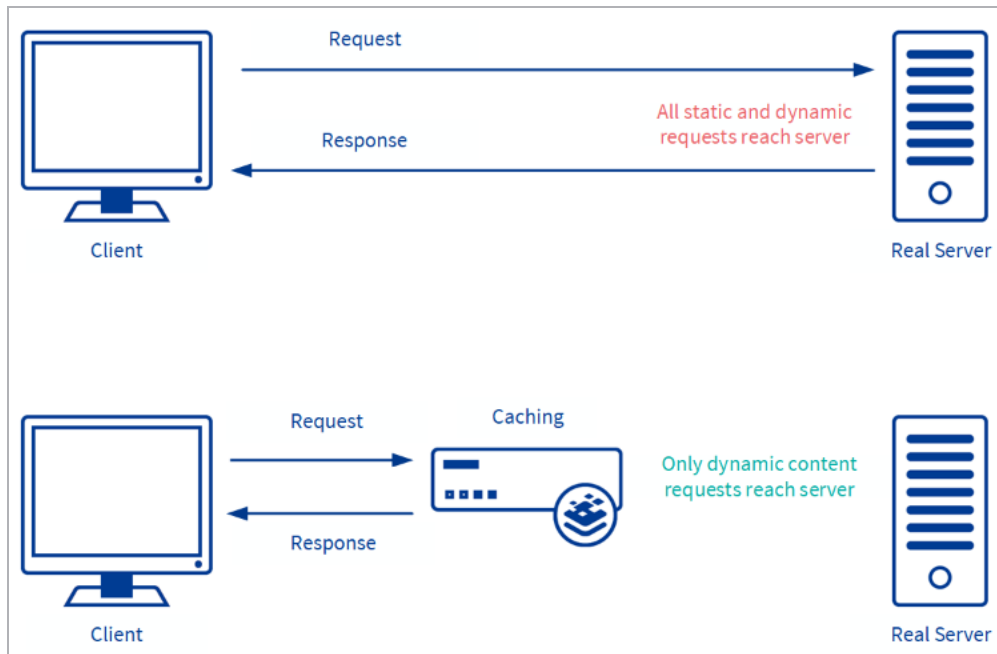 Request
All static and dynamic
requests reach server
Response
Client
Real Server
Caching
Request
Only dynamic content
requests reach server
Response
Client
Real Server